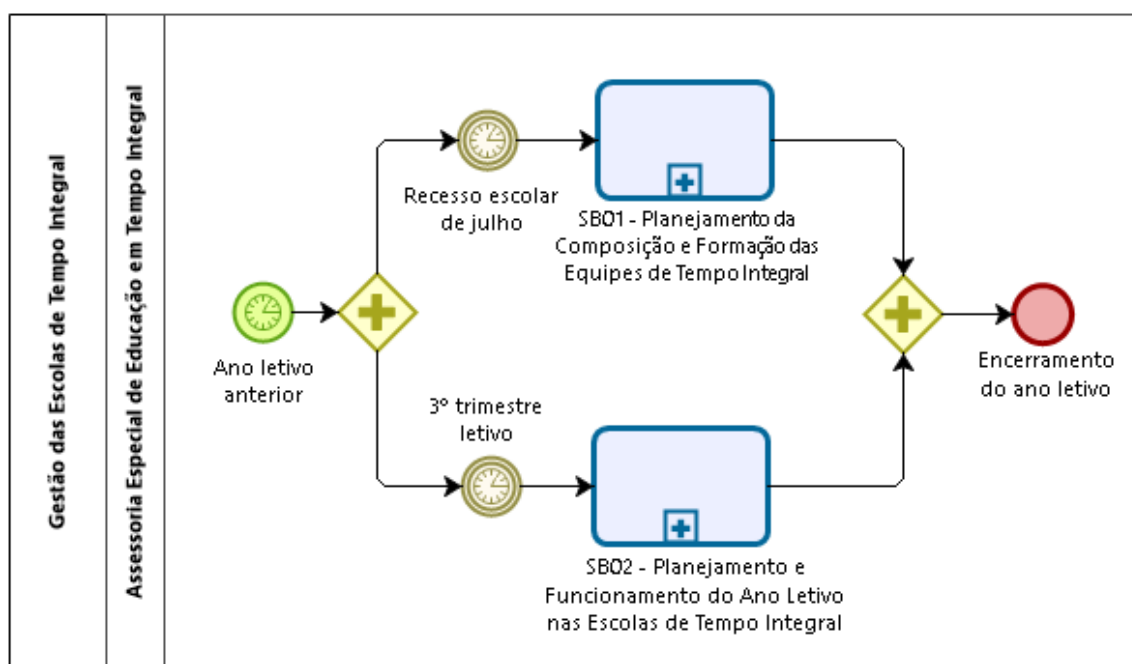 Gestão das Escolas de Tempo Integral
Assessoria Especial de Educação em Tempo Integral
Ano letivo
anterior
Recesso escolar
de julho
SB01 - Planejamento da
Composição e Formação das
Equipes de Tempo Integral
3º trimestre
letivo
SB02 - Planejamento e
Funcionamento do Ano Letivo
nas Escolas de Tempo Integral
Encerramento
do ano letivo